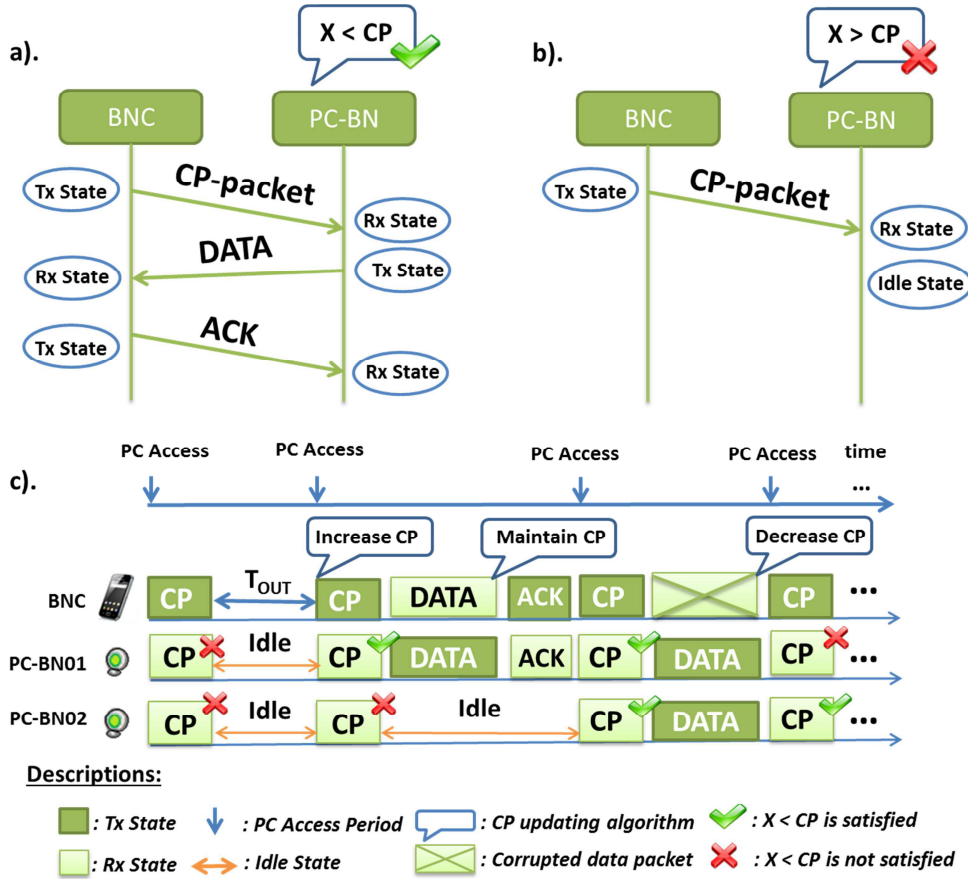 a).
X < CP
BNC
PC-BN
Tx State
CP-packet
Rx State
DATA
Rx State
Tx State
ACK
Tx State
Rx State
b).
X > CP
BNC
PC-BN
Tx State
CP-packet
Rx State
Idle State
c).
PC Access PC Access PC Access PC Access time
...
Increase CP Maintain CP Decrease CP
BNC CP TOUT CP DATA ACK CP CP ...
PC-BN01 CP Idle CP DATA ACK CP DATA CP ...
PC-BN02 CP Idle CP Idle CP DATA CP ...
Descriptions:
: Tx State : PC Access Period : CP updating algorithm : X < CP is satisfied
: Rx State : Idle State : Corrupted data packet : X < CP is not satisfied